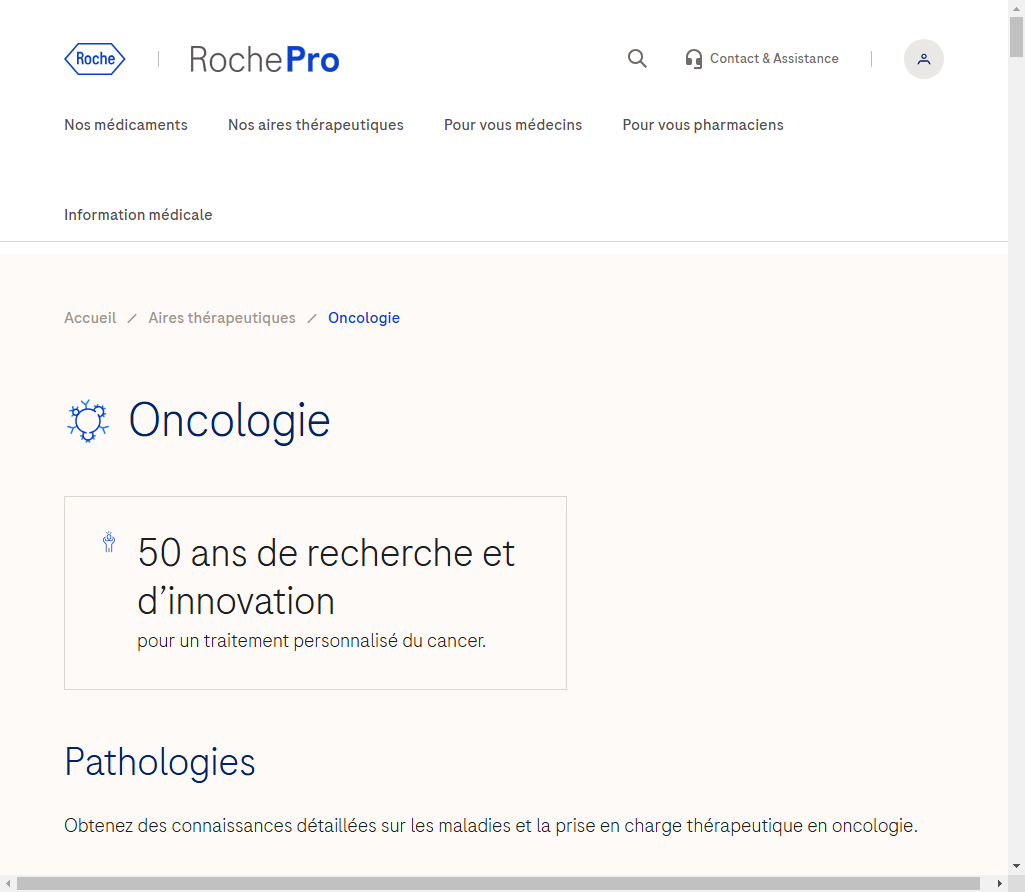 Roche
RochePro
Contact & Assistance
Nos médicaments
Nos aires thérapeutiques
Pour vous médecins
Pour vous pharmaciens
Information médicale
Accueil / Aires thérapeutiques / Oncologie
Oncologie
50 ans de recherche et
d’innovation
pour un traitement personnalisé du cancer.
Pathologies
Obtenez des connaissances détaillées sur les maladies et la prise en charge thérapeutique en oncologie.